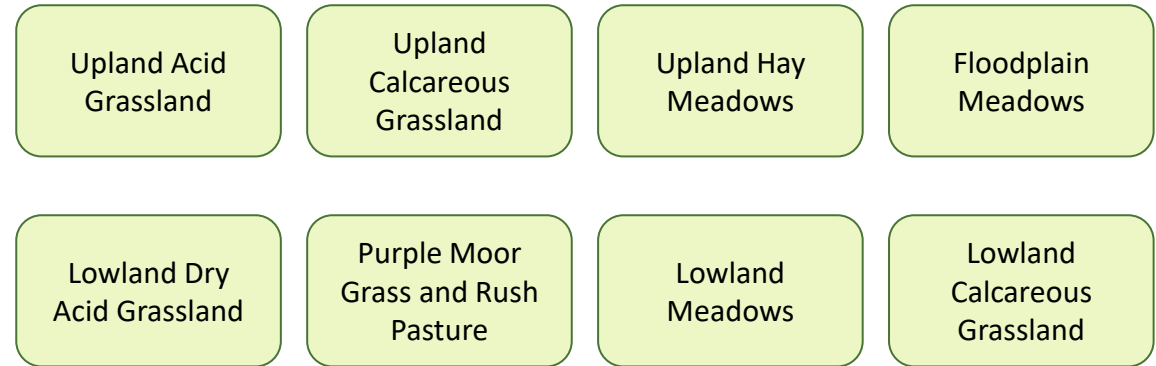 Upland Acid
Grassland
Upland
Calcareous
Grassland
Upland Hay
Meadows
Floodplain
Meadows
Lowland Dry
Acid Grassland
Purple Moor
Grass and Rush
Pasture
Lowland
Meadows
Lowland
Calcareous
Grassland